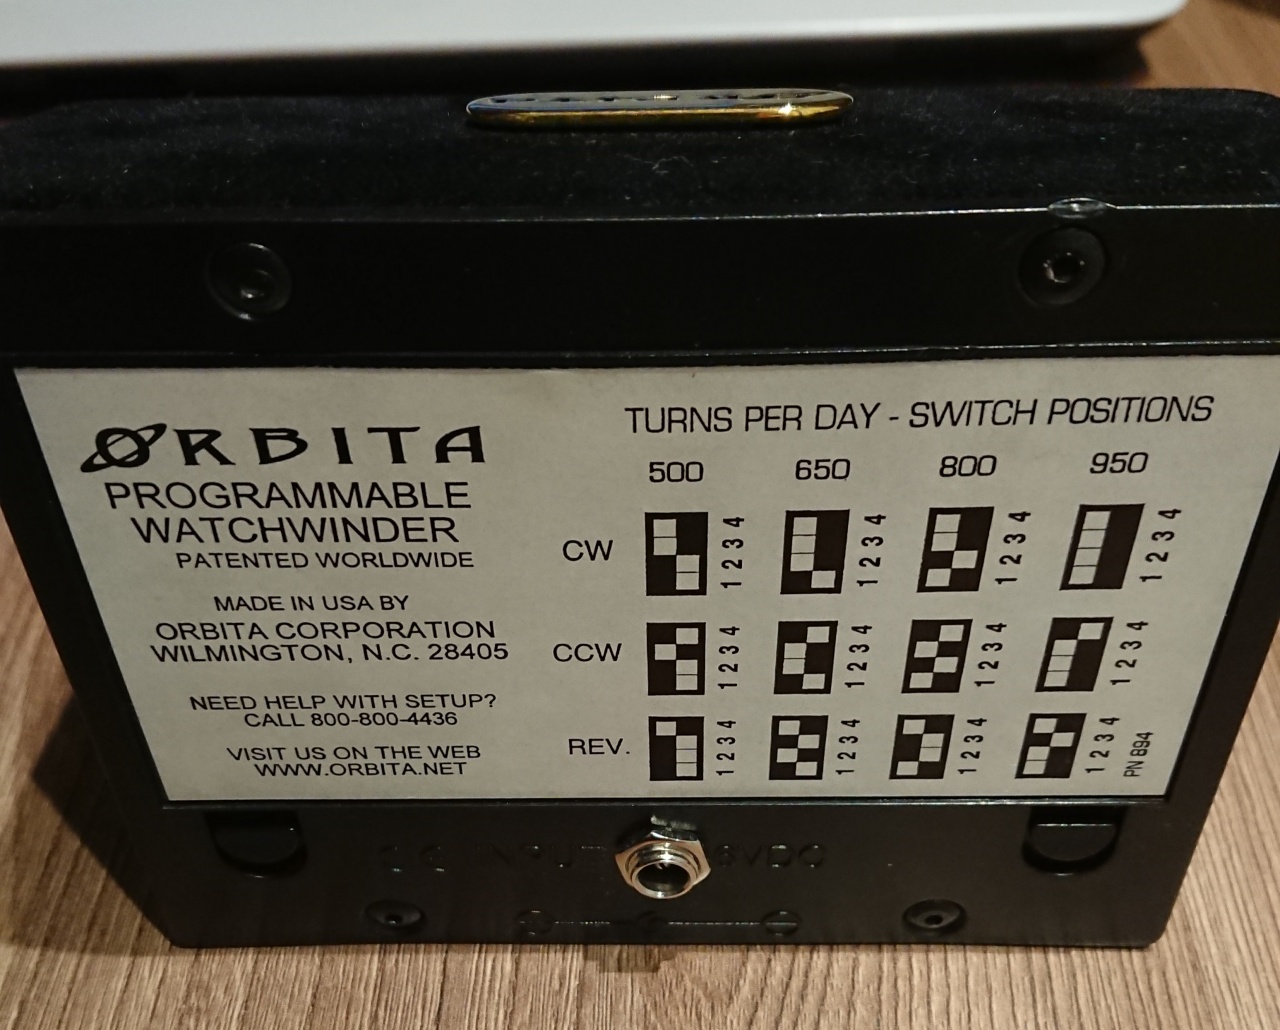 ORBITA
PROGRAMMABLE
WATCHWINDER
PATENTED WORLDWIDE
MADE IN USA BY
ORBITA CORPORATION
WILMINGTON, N.C. 28405
NEED HELP WITH SETUP?
CALL 800-800-4436
VISIT US ON THE WEB
WWW.ORBITA.NET
TURNS PER DAY - SWITCH POSITIONS
500 650 800 950
CW 1 2 3 4 1 2 3 4 1 2 3 4 1 2 3 4
CCW 1 2 3 4 1 2 3 4 1 2 3 4 1 2 3 4
REV. 1 2 3 4 1 2 3 4 1 2 3 4 1 2 3 4
PN 894
INPUT 6VDC